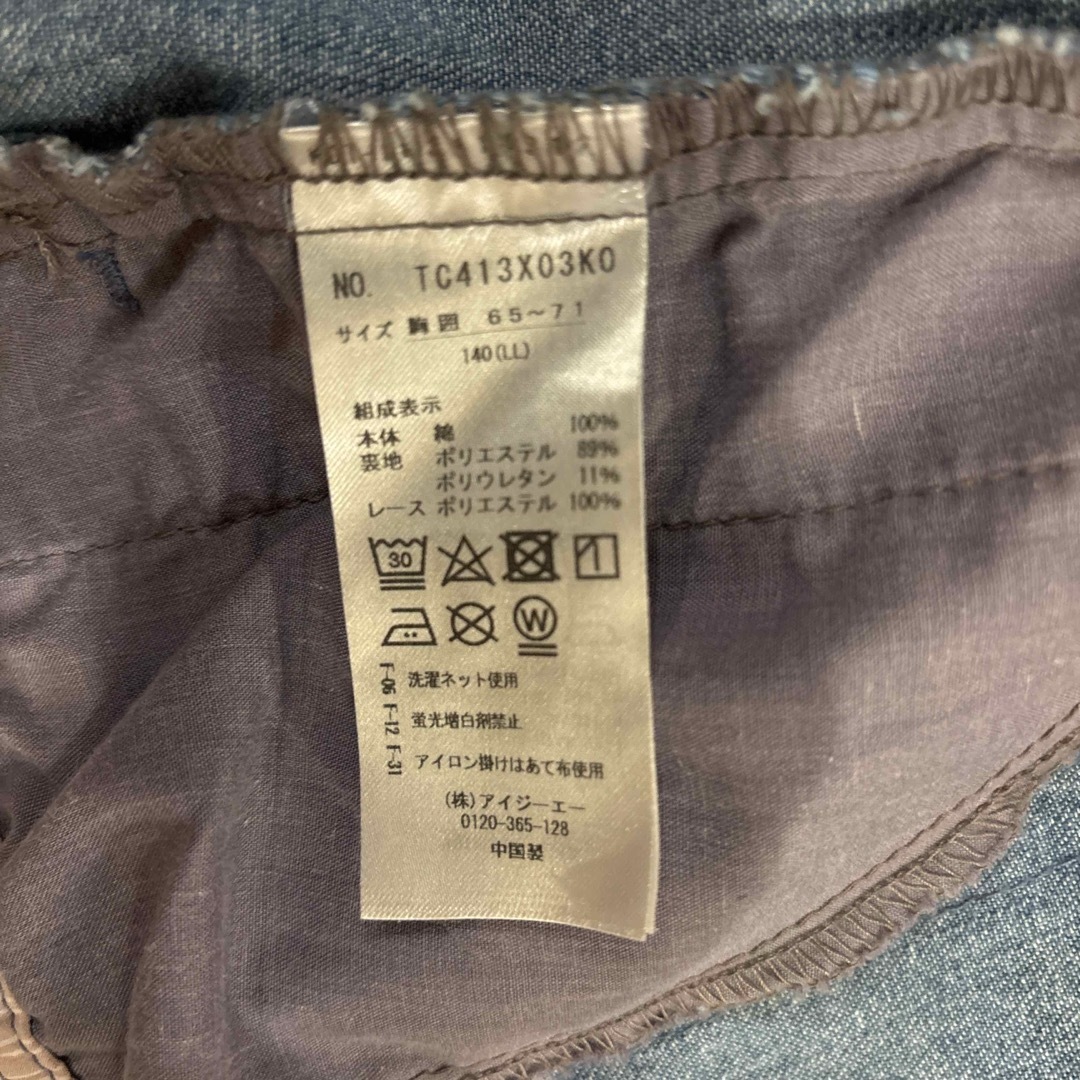 NO. TC413X03KO
サイズ 胸囲 65～71
140(LL)
組成表示
本体 綿 100%
裏地 ポリエステル 89%
ポリウレタン 11%
レース ポリエステル 100%
30
W
F-06 F-12 F-31
洗濯ネット使用
蛍光増白剤禁止
アイロン掛けはあて布使用
(株)アイジーエー
0120-365-128
中国製